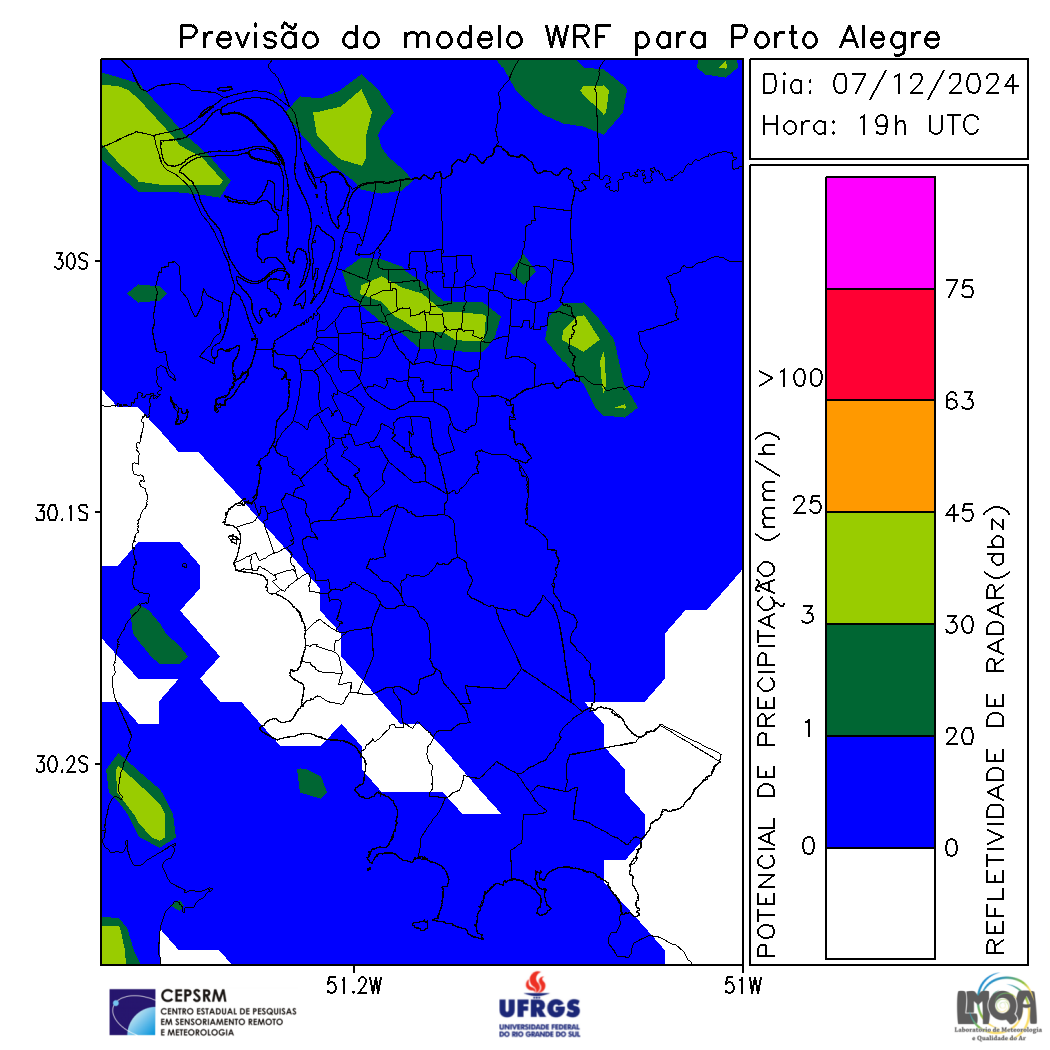 Previsão do modelo WRF para Porto Alegre
Dia: 07/12/2024
Hora: 19h UTC
30S
30.1S
30.2S
51.2W
51W
POTENCIAL DE PRECIPITAÇÃO (mm/h)
>100
25
3
1
0
75
63
45
30
20
0
REFLETIVIDADE DE RADAR(dbz)
CEPSRM
CENTRO ESTADUAL DE PESQUISAS
EM SENSORIAMENTO REMOTO
E METEOROLOGIA
UFRGS
UNIVERSIDADE FEDERAL
DO RIO GRANDE DO SUL
LMQA
Laboratório de Meteorologia
e Qualidade do Ar